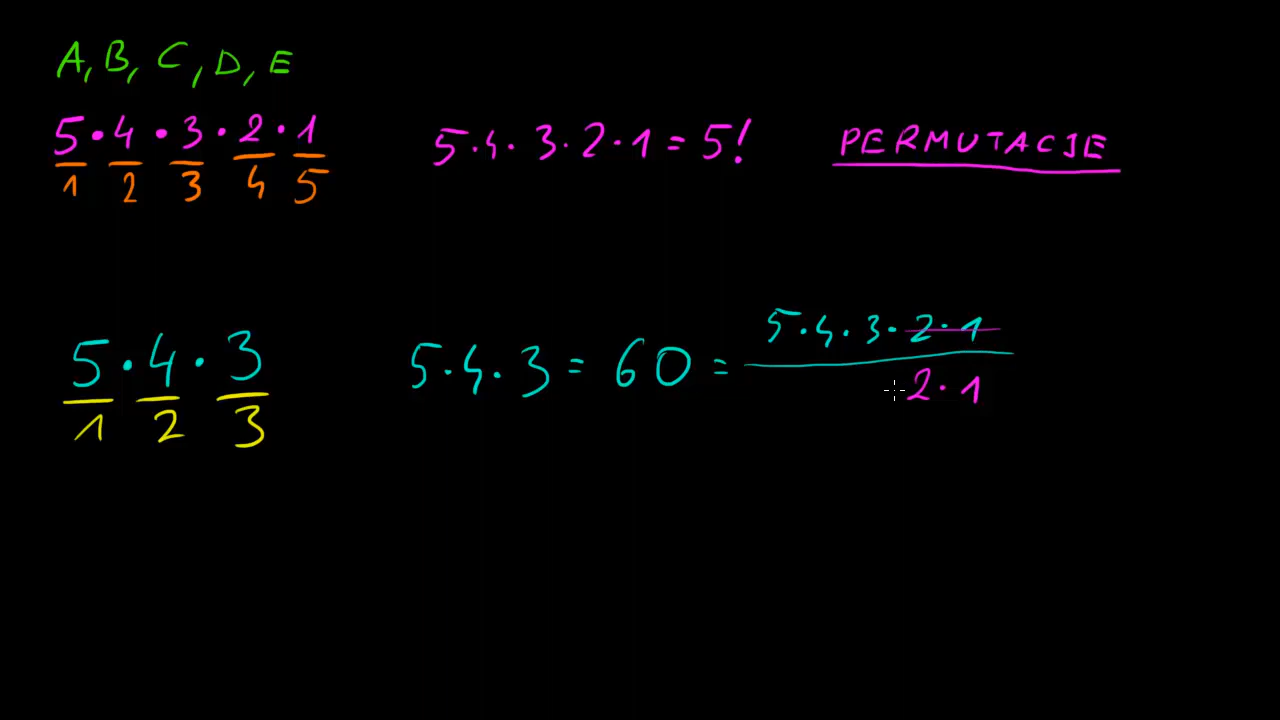 A, B, C, D, E
5 · 4 · 3 · 2 · 1
1 2 3 4 5
5 · 4 · 3 · 2 · 1 = 5!
PERMUTACJE
5 · 4 · 3
1 2 3
5 · 4 · 3 = 60 =
5 · 4 · 3 · 2 · 1
2 · 1